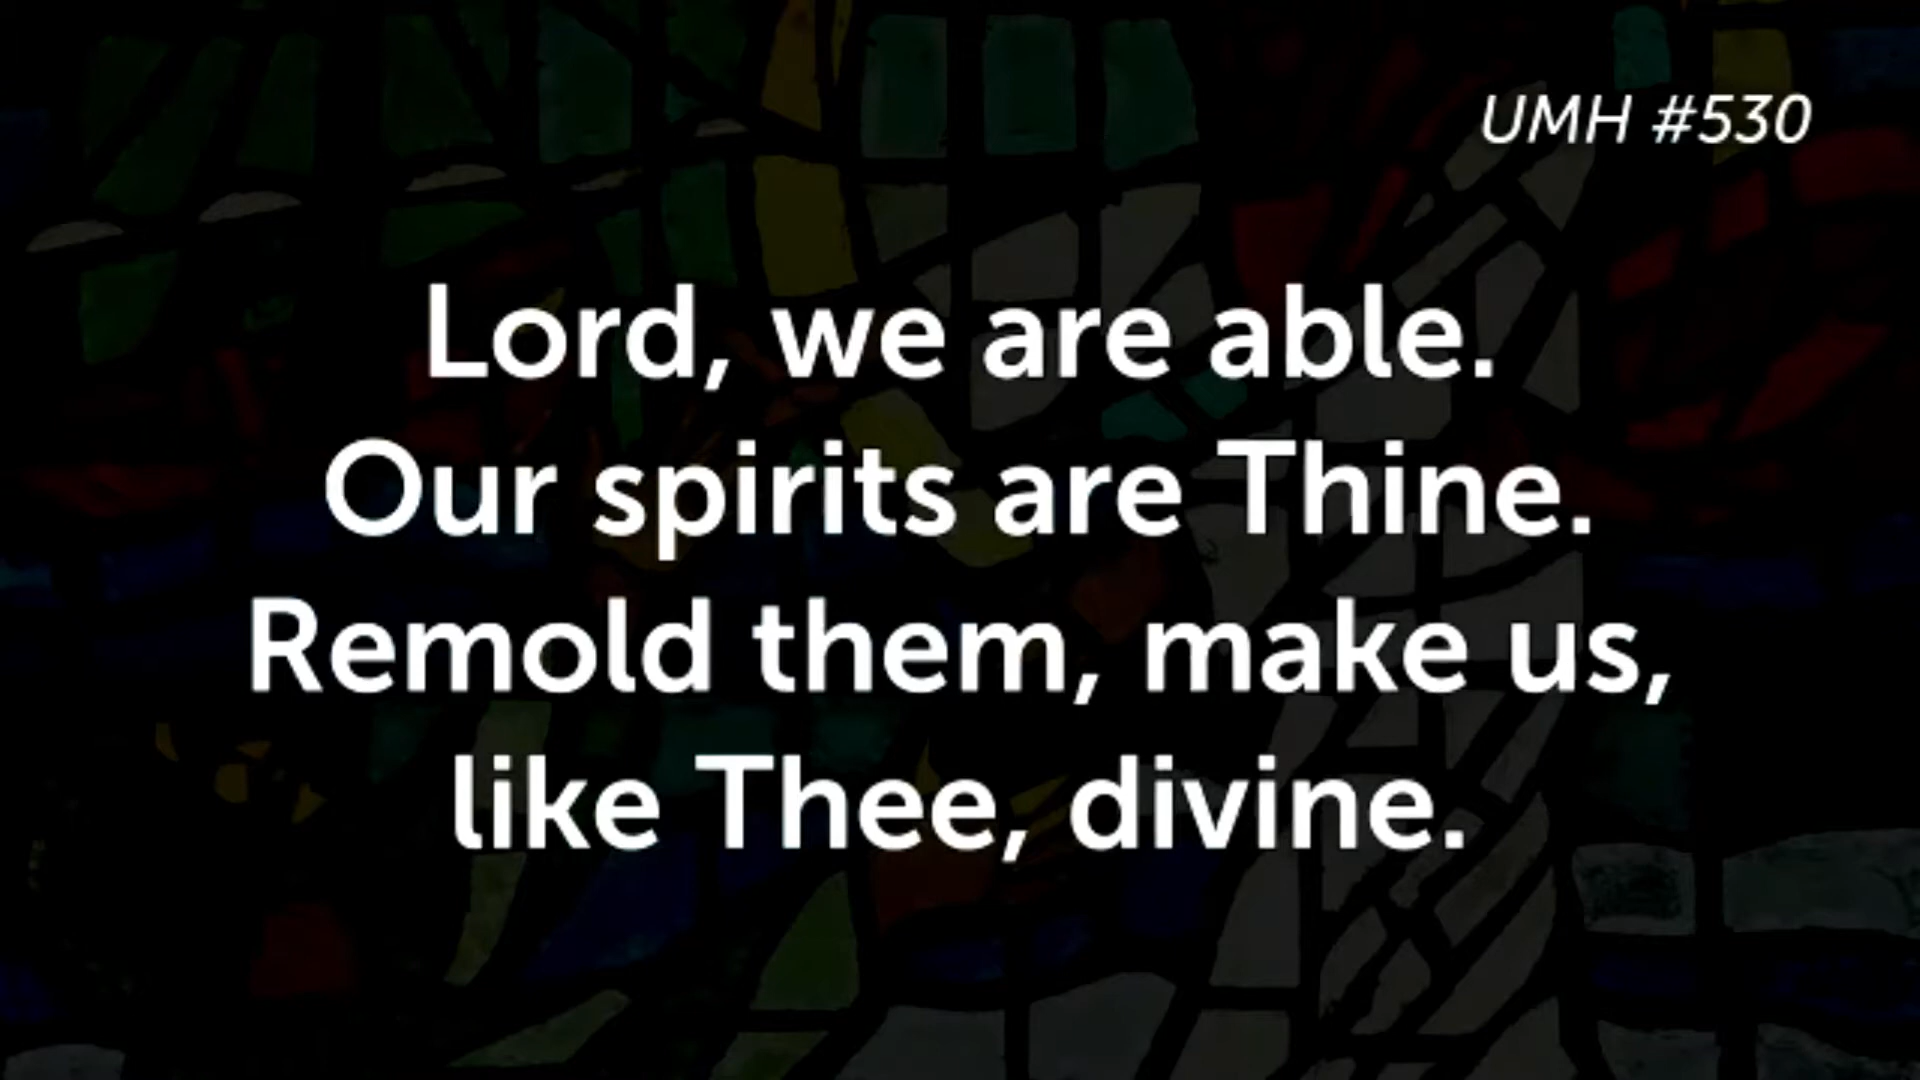 UMH #530
Lord, we are able.
Our spirits are Thine.
Remold them, make us,
like Thee, divine.